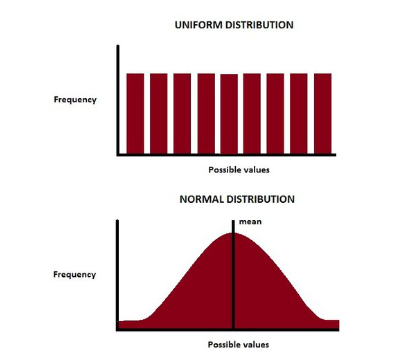 UNIFORM DISTRIBUTION
Frequency
Possible values
NORMAL DISTRIBUTION
mean
Frequency
Possible values